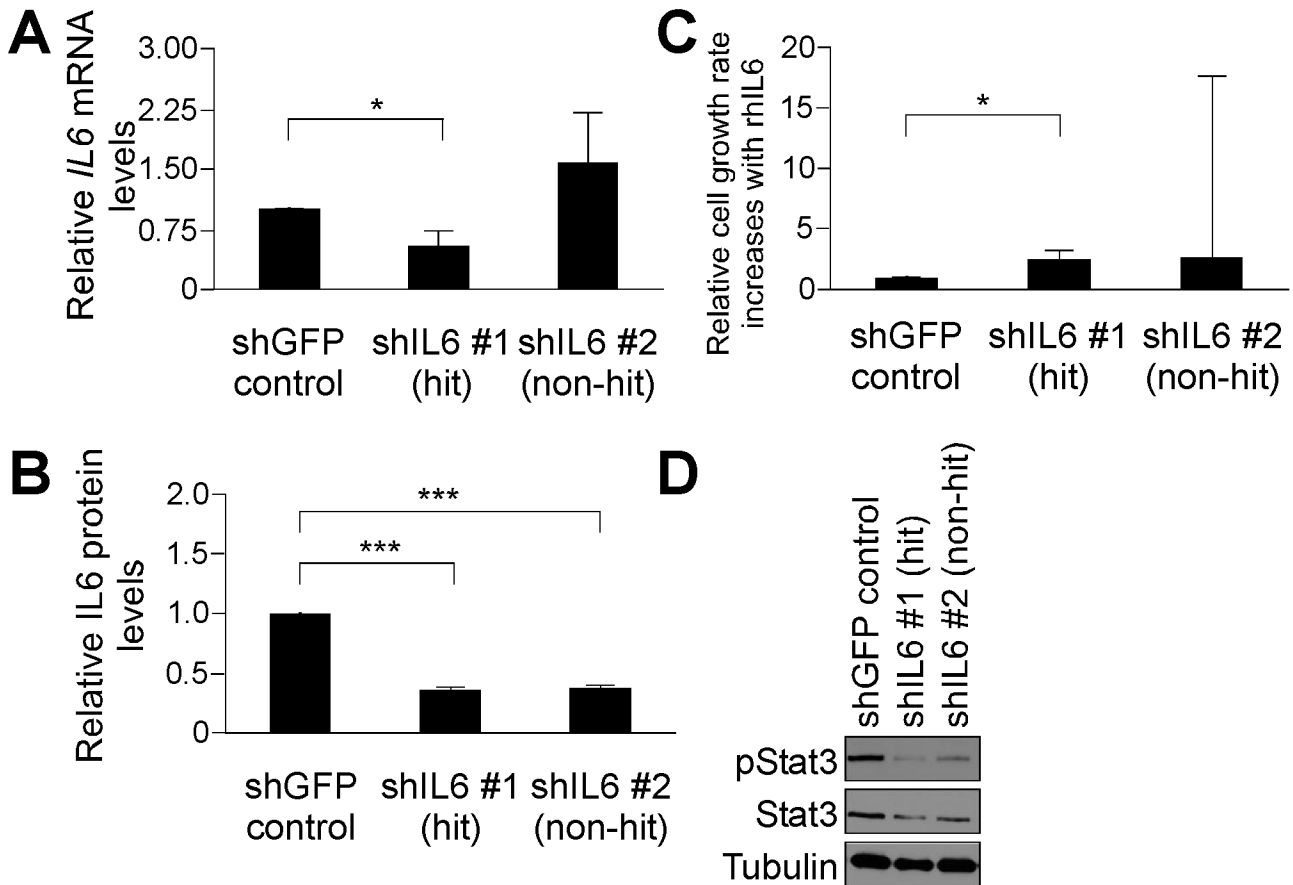 A
Relative IL6 mRNA
levels
3.00
2.25
1.50
0.75
0
*
shGFP
control
shIL6 #1
(hit)
shIL6 #2
(non-hit)
C
Relative cell growth rate
increases with rhIL6
20
15
10
5
0
*
shGFP
control
shIL6 #1
(hit)
shIL6 #2
(non-hit)
B
Relative IL6 protein
levels
2.0
1.5
1.0
0.5
0
***
***
shGFP
control
shIL6 #1
(hit)
shIL6 #2
(non-hit)
D
shGFP control
shIL6 #1 (hit)
shIL6 #2 (non-hit)
pStat3
Stat3
Tubulin